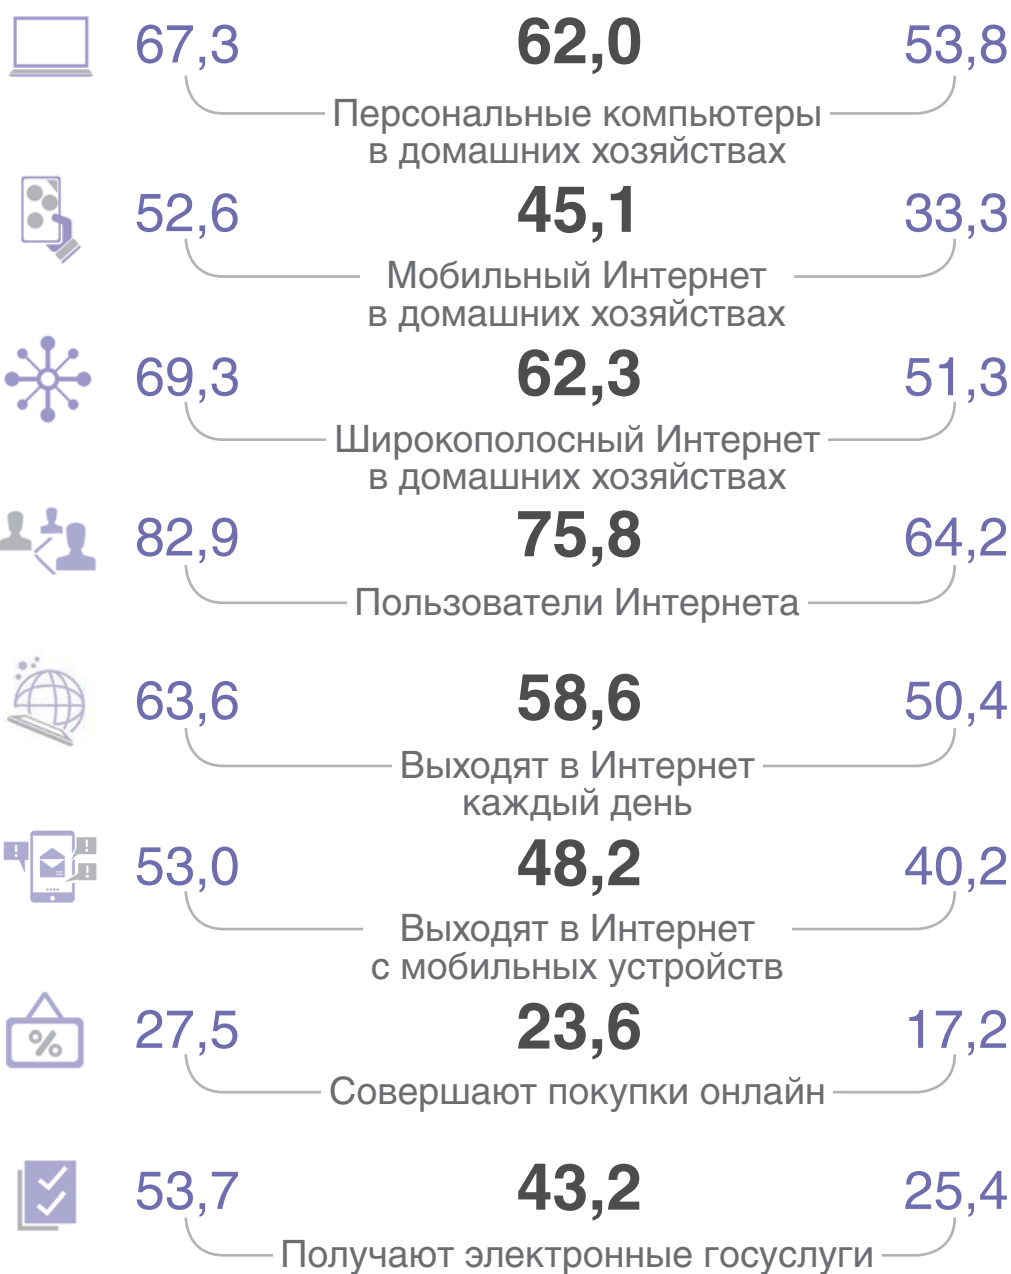 67,3 62,0 53,8
Персональные компьютеры
в домашних хозяйствах
52,6 45,1 33,3
Мобильный Интернет
в домашних хозяйствах
69,3 62,3 51,3
Широкополосный Интернет
в домашних хозяйствах
82,9 75,8 64,2
Пользователи Интернета
63,6 58,6 50,4
Выходят в Интернет
каждый день
53,0 48,2 40,2
Выходят в Интернет
с мобильных устройств
%
27,5 23,6 17,2
Совершают покупки онлайн
53,7 43,2 25,4
Получают электронные госуслуги